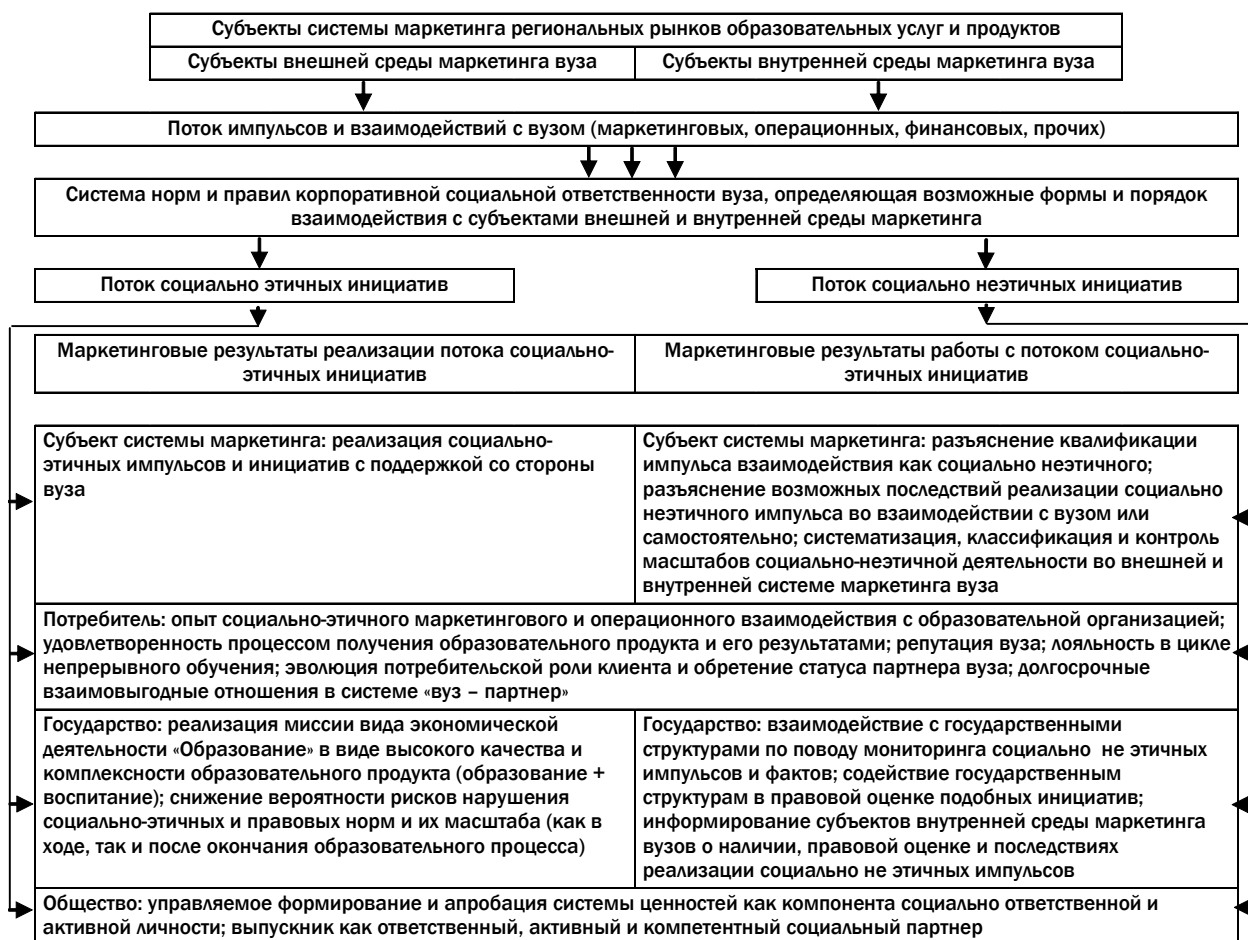 Субъекты системы маркетинга региональных рынков образовательных услуг и продуктов
Субъекты внешней среды маркетинга вуза
Субъекты внутренней среды маркетинга вуза
Поток импульсов и взаимодействий с вузом (маркетинговых, операционных, финансовых, прочих)
Система норм и правил корпоративной социальной ответственности вуза, определяющая возможные формы и порядок
взаимодействия с субъектами внешней и внутренней среды маркетинга
Поток социально этичных инициатив
Поток социально неэтичных инициатив
Маркетинговые результаты реализации потока социально-
этичных инициатив
Маркетинговые результаты работы с потоком социально-
этичных инициатив
Субъект системы маркетинга: реализация социально-
этичных импульсов и инициатив с поддержкой со стороны
вуза
Субъект системы маркетинга: разъяснение квалификации
импульса взаимодействия как социально неэтичного;
разъяснение возможных последствий реализации социально
неэтичного импульса во взаимодействии с вузом или
самостоятельно; систематизация, классификация и контроль
масштабов социально-неэтичной деятельности во внешней и
внутренней системе маркетинга вуза
Потребитель: опыт социально-этичного маркетингового и операционного взаимодействия с образовательной организацией;
удовлетворенность процессом получения образовательного продукта и его результатами; репутация вуза; лояльность в цикле
непрерывного обучения; эволюция потребительской роли клиента и обретение статуса партнера вуза; долгосрочные
взаимовыгодные отношения в системе «вуз – партнер»
Государство: реализация миссии вида экономической
деятельности «Образование» в виде высокого качества и
комплексности образовательного продукта (образование +
воспитание); снижение вероятности рисков нарушения
социально-этичных и правовых норм и их масштаба (как в
ходе, так и после окончания образовательного процесса)
Государство: взаимодействие с государственными
структурами по поводу мониторинга социально не этичных
импульсов и фактов; содействие государственным
структурам в правовой оценке подобных инициатив;
информирование субъектов внутренней среды маркетинга
вузов о наличии, правовой оценке и последствиях
реализации социально не этичных импульсов
Общество: управляемое формирование и апробация системы ценностей как компонента социально ответственной и
активной личности; выпускник как ответственный, активный и компетентный социальный партнер